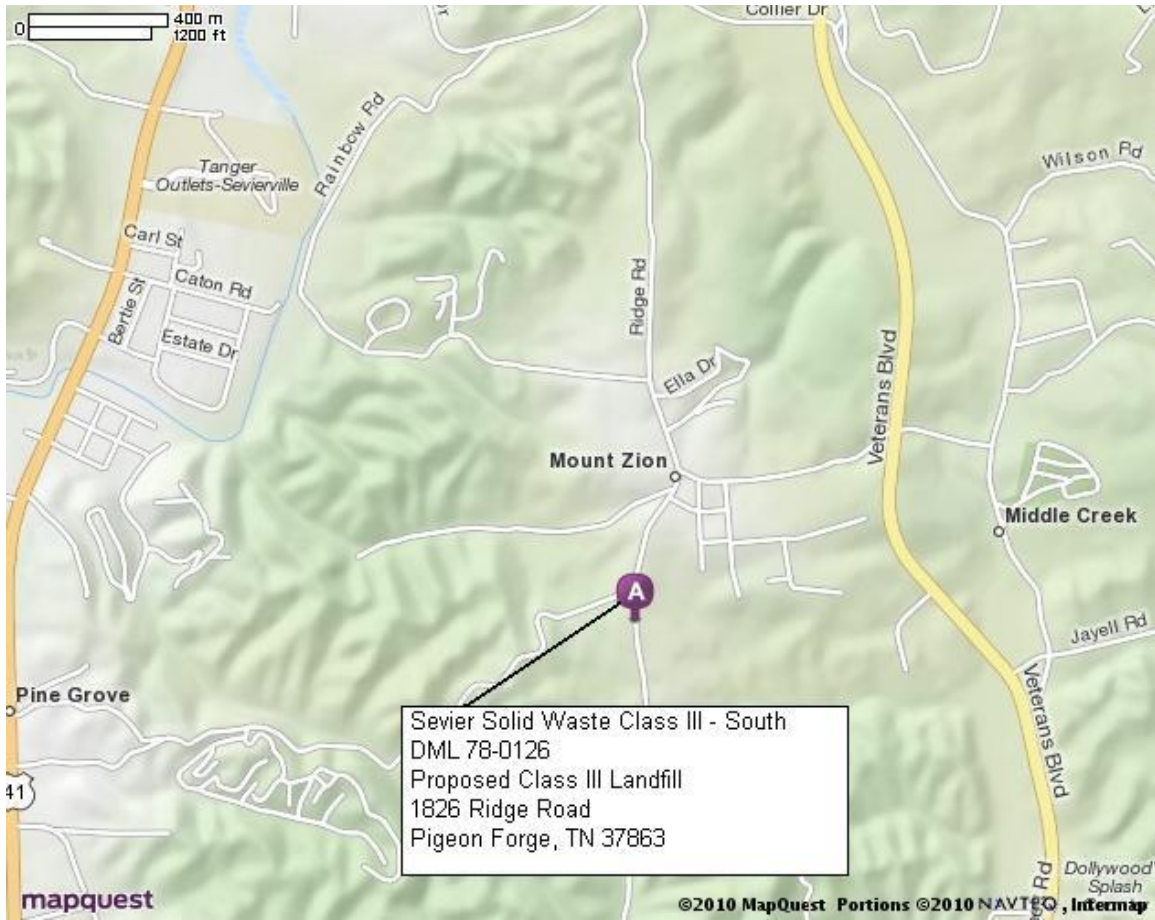 0
400 m
1200 ft
Collier Dr
Rainbow Rd
Tanger
Outlets-Sevierville
Wilson Rd
Carl St
Caton Rd
Bertie St
Estate Dr
Ridge Rd
Ella Dr
Veterans Blvd
Mount Zion
Middle Creek
A
Jayell Rd
Pine Grove
Veterans Blvd
41
Sevier Solid Waste Class III - South
DML 78-0126
Proposed Class III Landfill
1826 Ridge Road
Pigeon Forge, TN 37863
Dollywood's
Splash
Rd
mapquest
©2010 MapQuest Portions ©2010 NAVTEQ, Intermap